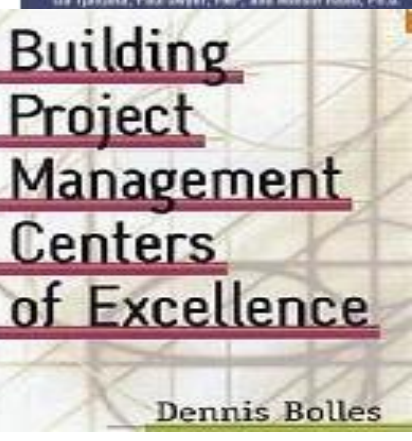 Building
Project
Management
Centers
of Excellence
Dennis Bolles